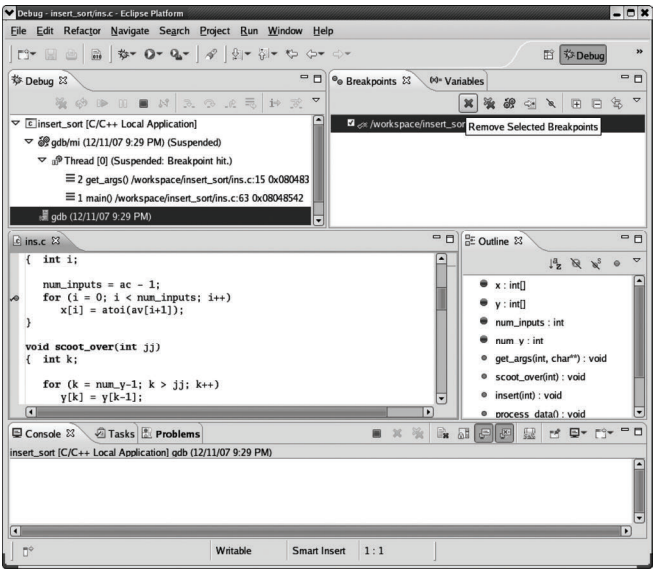 Debug - insert_sort/ins.c - Eclipse Platform
File Edit Refactor Navigate Search Project Run Window Help
Debug
»
Debug
Breakpoints
(x)= Variables
insert_sort [C/C++ Local Application]
gdb/mi (12/11/07 9:29 PM) (Suspended)
Thread [0] (Suspended: Breakpoint hit.)
2 get_args() /workspace/insert_sort/ins.c:15 0x080483
1 main() /workspace/insert_sort/ins.c:63 0x08048542
gdb (12/11/07 9:29 PM)
/workspace/insert_sor
Remove Selected Breakpoints
ins.c
{ int i;
num_inputs = ac - 1;
for (i = 0; i < num_inputs; i++)
x[i] = atoi(av[i+1]);
}
void scoot_over(int jj)
{ int k;
for (k = num_y-1; k > jj; k++)
y[k] = y[k-1];
Outline
x : int[]
y : int[]
num_inputs : int
num_y : int
get_args(int, char**) : void
scoot_over(int) : void
insert(int) : void
process_data() : void
Console
Tasks
Problems
insert_sort [C/C++ Local Application] gdb (12/11/07 9:29 PM)
Writable
Smart Insert
1 : 1